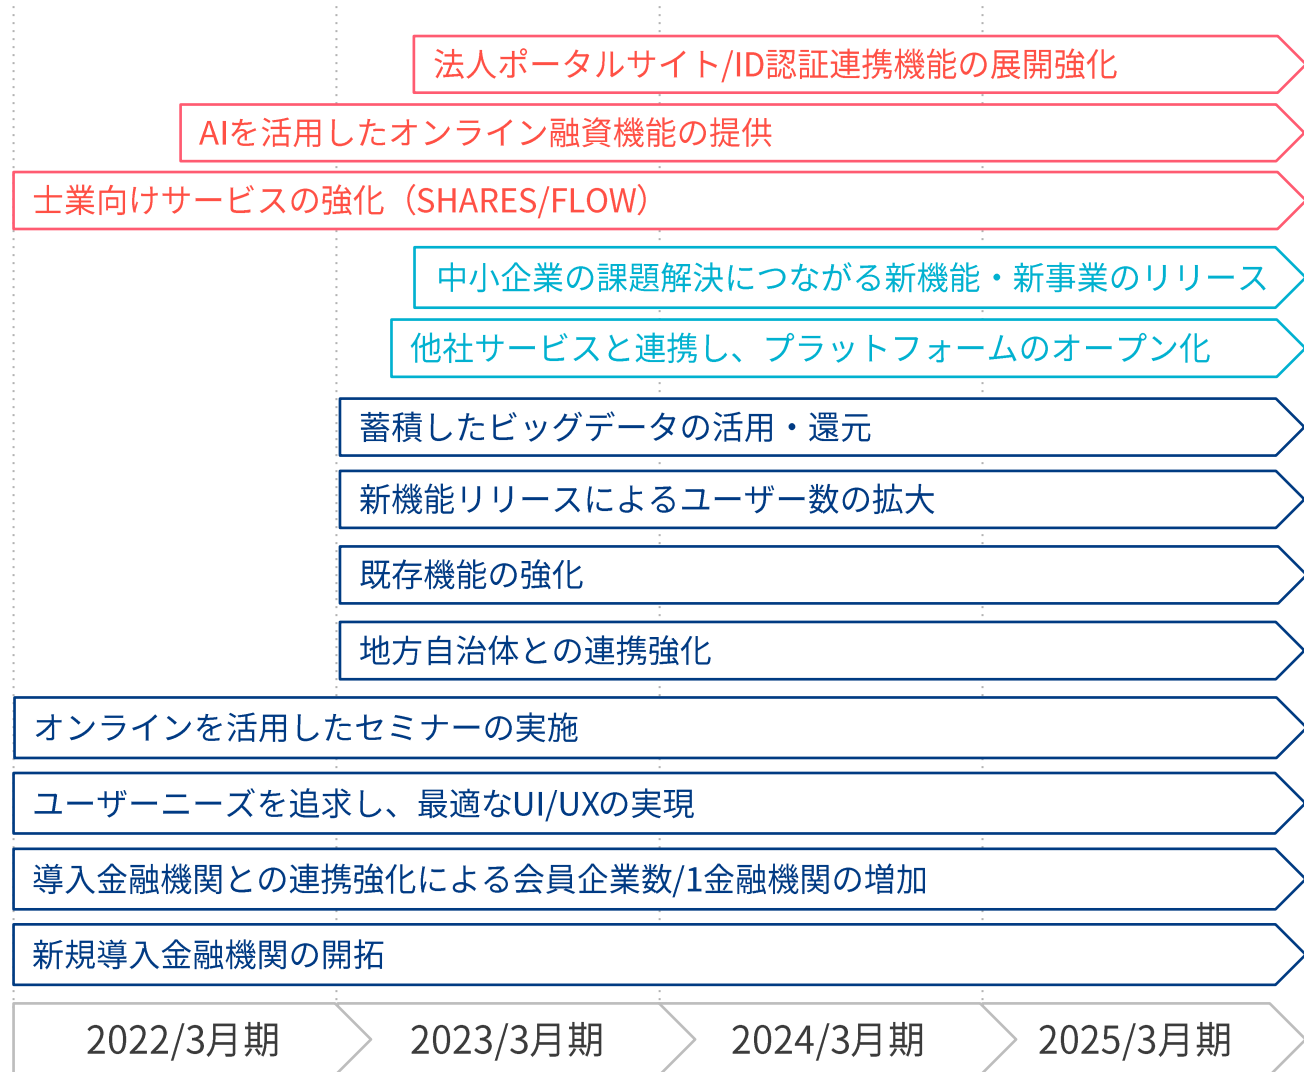 法人ポータルサイト/ID認証連携機能の展開強化
AIを活用したオンライン融資機能の提供
士業向けサービスの強化（SHARES/FLOW）
中小企業の課題解決につながる新機能・新事業のリリース
他社サービスと連携し、プラットフォームのオープン化
蓄積したビッグデータの活用・還元
新機能リリースによるユーザー数の拡大
既存機能の強化
地方自治体との連携強化
オンラインを活用したセミナーの実施
ユーザーニーズを追求し、最適なUI/UXの実現
導入金融機関との連携強化による会員企業数/1金融機関の増加
新規導入金融機関の開拓
2022/3月期 2023/3月期 2024/3月期 2025/3月期